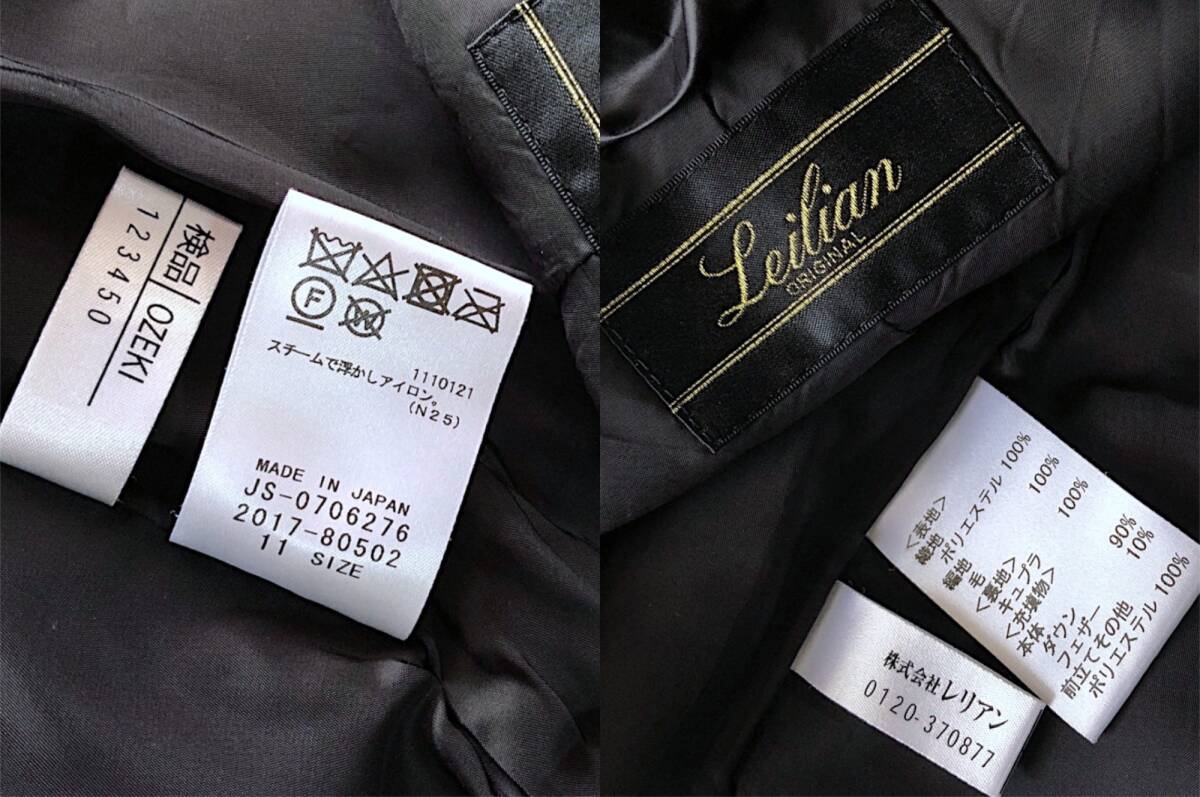 検品 OZEKI
123450
F
W
1110121
スチームで浮かしアイロン。
(N25)
MADE IN JAPAN
JS-0706276
2017-80502
11 SIZE
Leilian
ORIGINAL
<表地>
織地
ポリエステル 100%
編地
毛 100%
<裏地>
キュプラ 100%
<充填物>
本体
ダウン 90%
フェザー 10%
前立てその他
ポリエステル 100%
株式会社レリアン
0120-370877